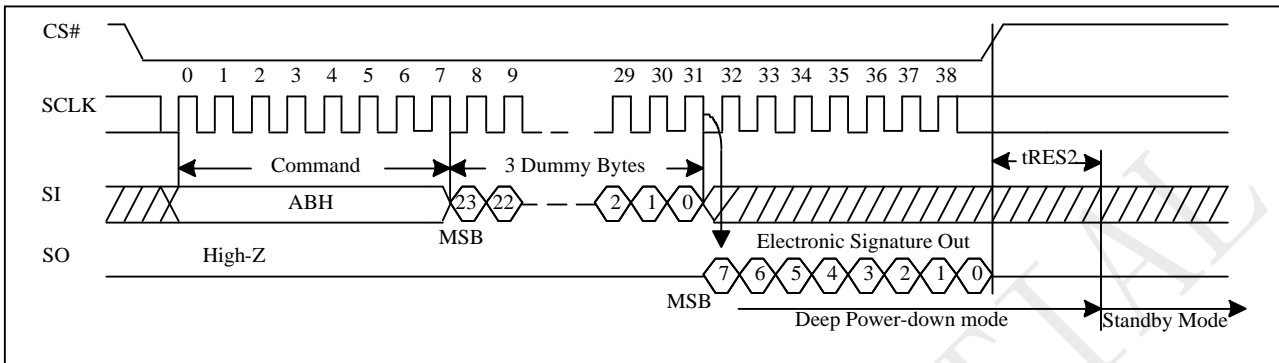 CS#
0 1 2 3 4 5 6 7 8 9 29 30 31 32 33 34 35 36 37 38
SCLK
Command 3 Dummy Bytes tRES2
SI ABH 23 22 2 1 0
MSB
SO High-Z Electronic Signature Out
7 6 5 4 3 2 1 0
MSB
Deep Power-down mode Standby Mode
TIAL